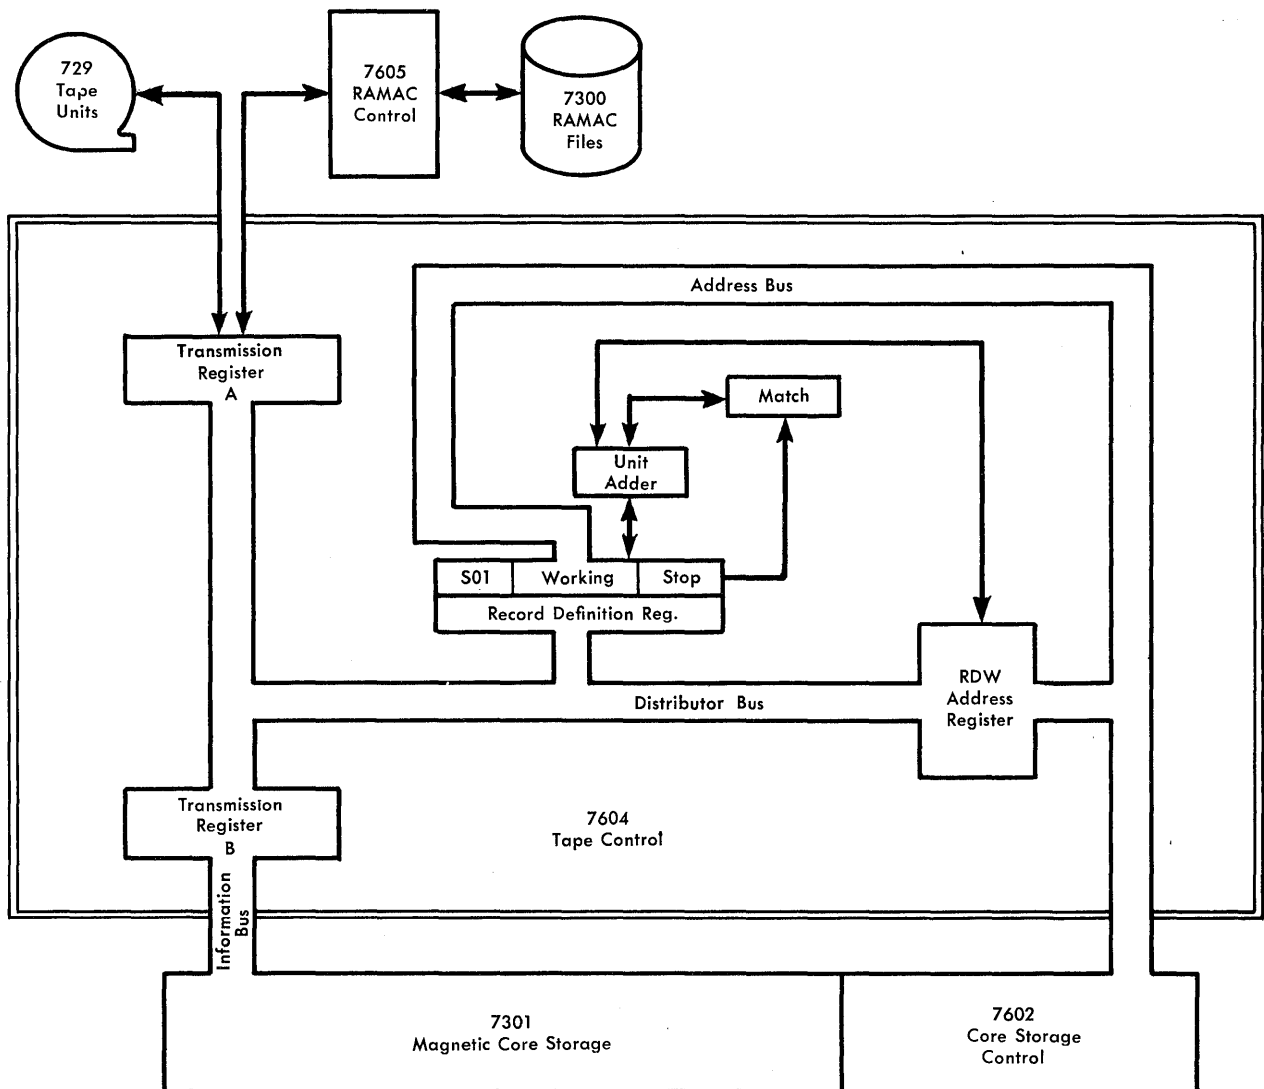 729
Tape
Units
7605
RAMAC
Control
7300
RAMAC
Files
Address Bus
Transmission
Register
A
Match
Unit
Adder
S01
Working
Stop
Record Definition Reg.
RDW
Address
Register
Distributor Bus
Transmission
Register
B
7604
Tape Control
Information
Bus
7301
Magnetic Core Storage
7602
Core Storage
Control